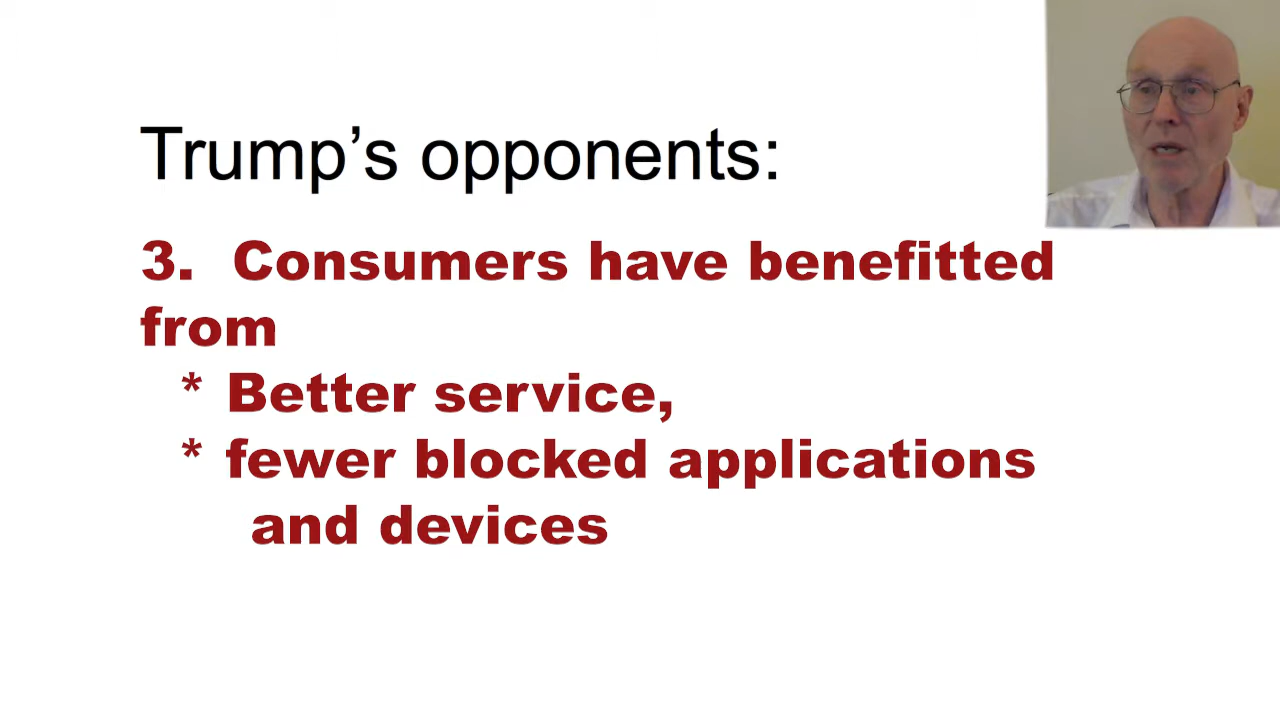 Trump’s opponents:
3. Consumers have benefitted
from
* Better service,
* fewer blocked applications
and devices